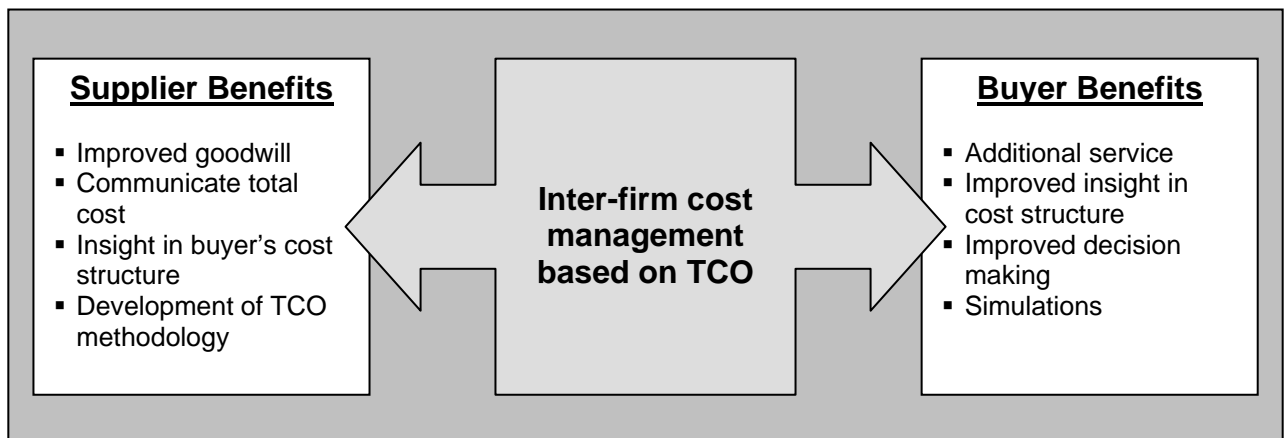 Supplier Benefits
▪ Improved goodwill
▪ Communicate total
cost
▪ Insight in buyer's cost
structure
▪ Development of TCO
methodology
Inter-firm cost
management
based on TCO
Buyer Benefits
▪ Additional service
▪ Improved insight in
cost structure
▪ Improved decision
making
▪ Simulations